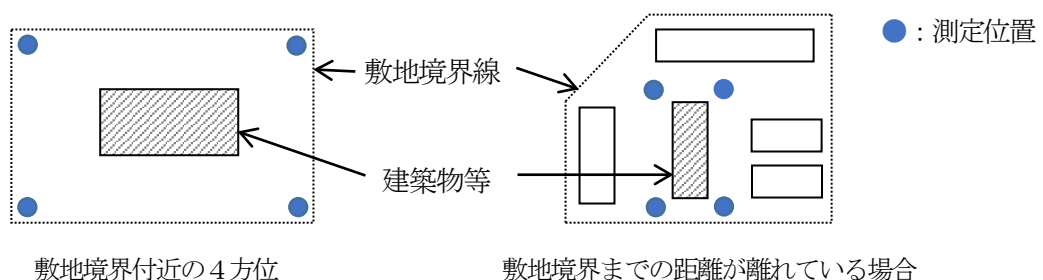 ：測定位置
敷地境界線
建築物等
敷地境界付近の４方位
敷地境界までの距離が離れている場合